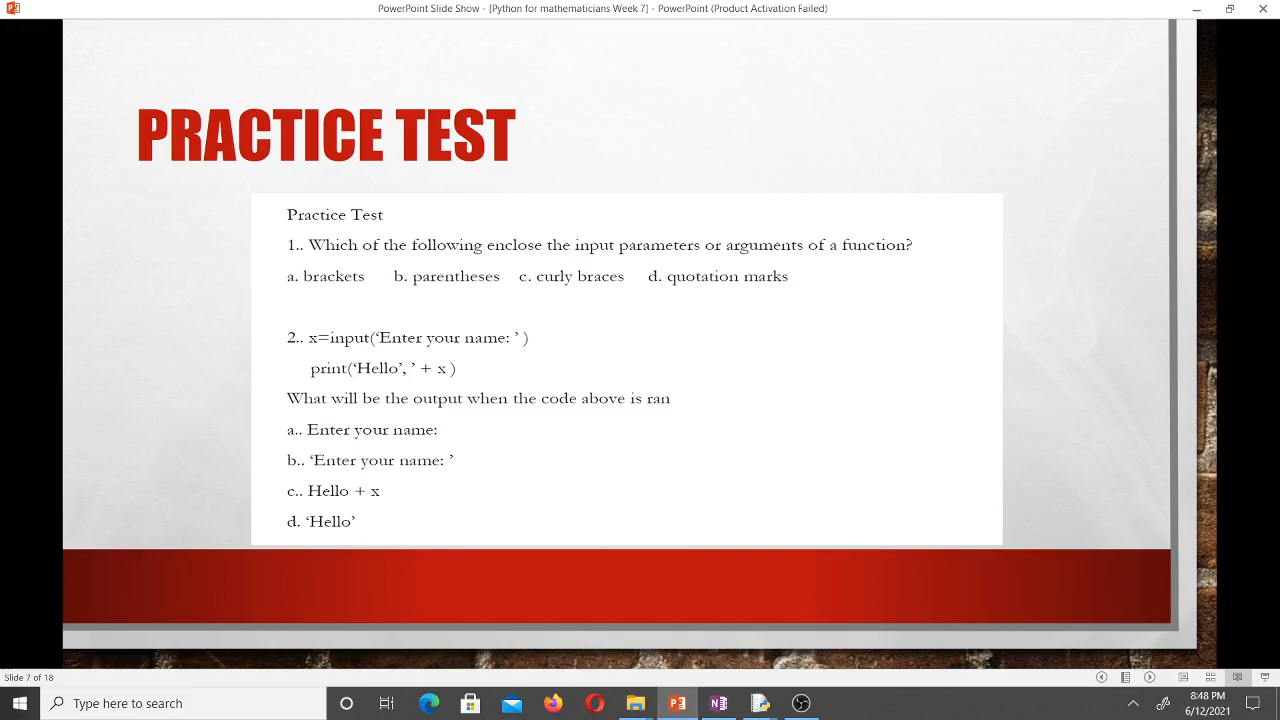 PowerPoint Slide Show - [Python for mathematicians Week 7] - PowerPoint (Product Activation Failed)
PRACTICE TEST
Practice Test
1.. Which of the following enclose the input parameters or arguments of a function?
a. brackets b. parentheses c. curly braces d. quotation marks
2.. x=input(‘Enter your name: ’ )
print(‘Hello’, ’ + x )
What will be the output when the code above is ran
a.. Enter your name:
b.. ‘Enter your name: ’
c.. Hello + x
d. ‘Hello’
Slide 7 of 18
Type here to search
8:48 PM
6/12/2021